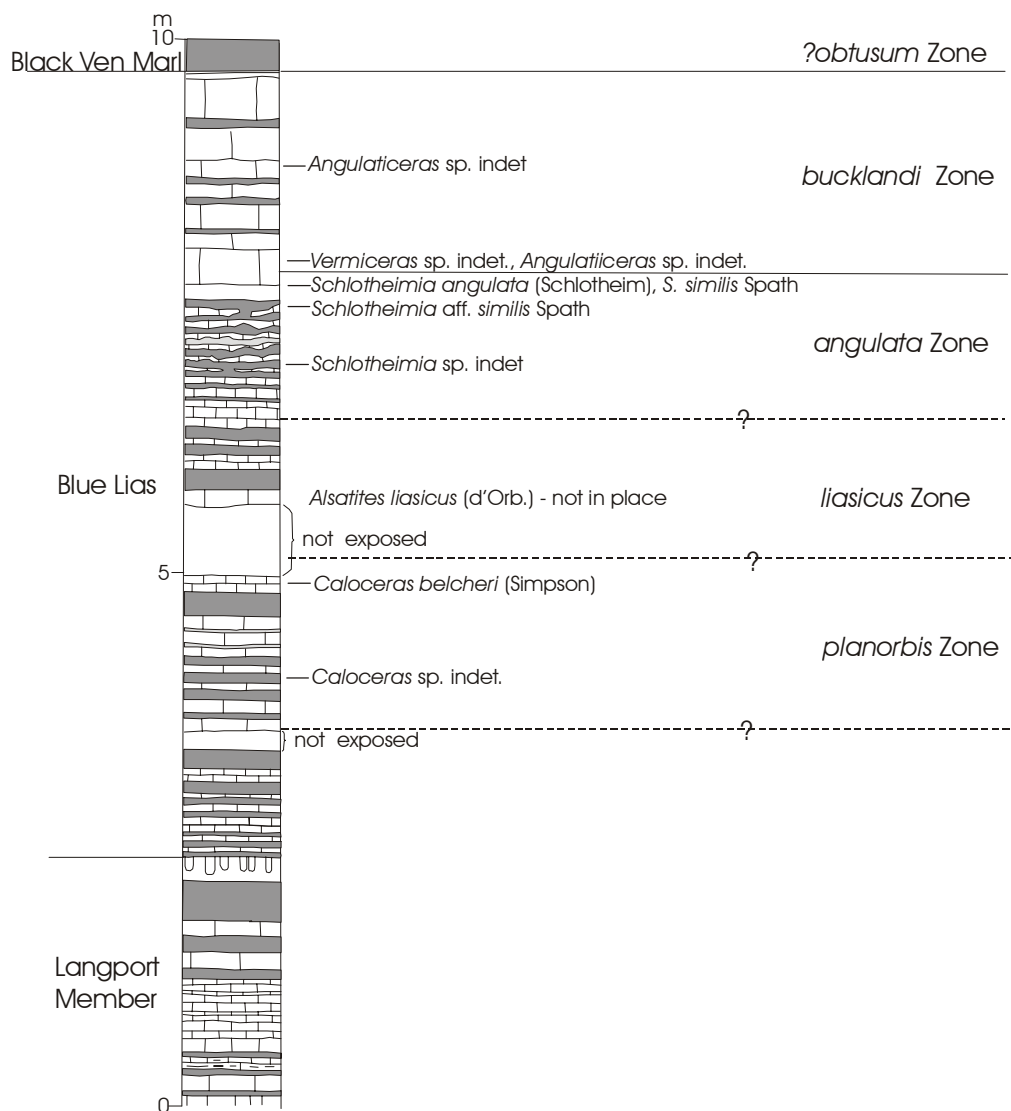 m
10
Black Ven Marl
?obtusum Zone
Angulaticeras sp. indet
bucklandi Zone
Vermiceras sp. indet., Angulatiiceras sp. indet.
Schlotheimia angulata (Schlotheim), S. similis Spath
Schlotheimia aff. similis Spath
angulata Zone
Schlotheimia sp. indet
?
Blue Lias
Alsatites liasicus (d'Orb.) - not in place
liasicus Zone
not exposed
?
5
Caloceras belcheri (Simpson)
planorbis Zone
Caloceras sp. indet.
?
not exposed
Langport
Member
0